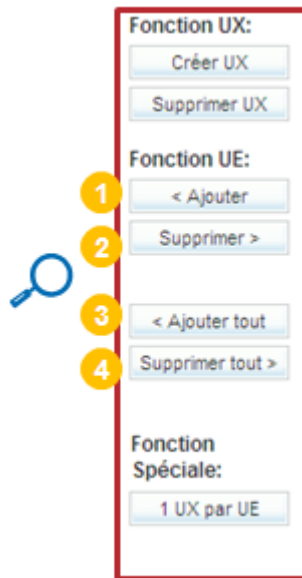 Fonction UX:
Créer UX
Supprimer UX
Fonction UE:
1 < Ajouter
2 Supprimer >
3 < Ajouter tout
4 Supprimer tout >
Fonction
Spéciale:
1 UX par UE